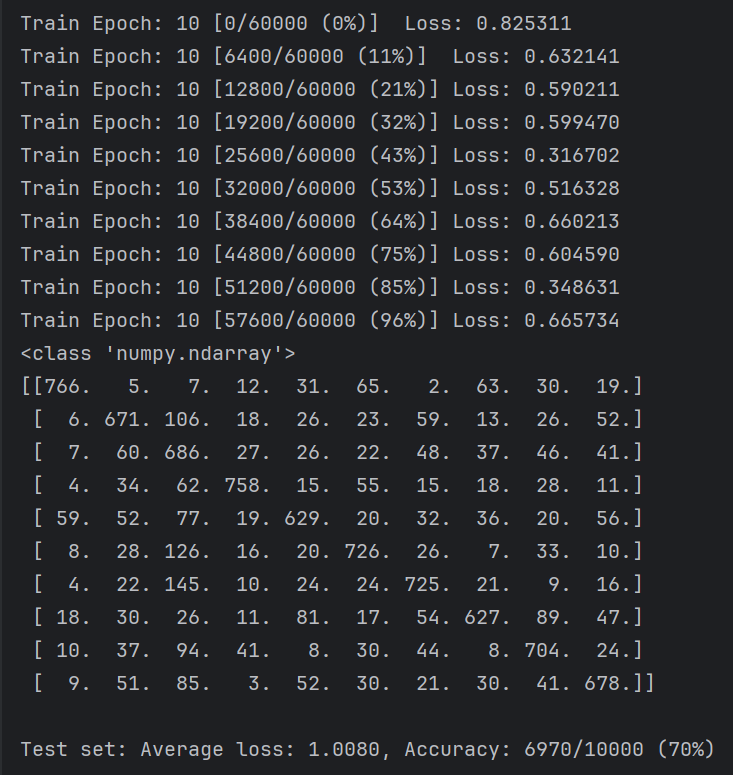 Train Epoch: 10 [0/60000 (0%)]  Loss: 0.825311
Train Epoch: 10 [6400/60000 (11%)]  Loss: 0.632141
Train Epoch: 10 [12800/60000 (21%)] Loss: 0.590211
Train Epoch: 10 [19200/60000 (32%)] Loss: 0.599470
Train Epoch: 10 [25600/60000 (43%)] Loss: 0.316702
Train Epoch: 10 [32000/60000 (53%)] Loss: 0.516328
Train Epoch: 10 [38400/60000 (64%)] Loss: 0.660213
Train Epoch: 10 [44800/60000 (75%)] Loss: 0.604590
Train Epoch: 10 [51200/60000 (85%)] Loss: 0.348631
Train Epoch: 10 [57600/60000 (96%)] Loss: 0.665734
<class 'numpy.ndarray'>
[[766.   5.   7.  12.  31.  65.   2.  63.  30.  19.]
 [  6. 671. 106.  18.  26.  23.  59.  13.  26.  52.]
 [  7.  60. 686.  27.  26.  22.  48.  37.  46.  41.]
 [  4.  34.  62. 758.  15.  55.  15.  18.  28.  11.]
 [ 59.  52.  77.  19. 629.  20.  32.  36.  20.  56.]
 [  8.  28. 126.  16.  20. 726.  26.   7.  33.  10.]
 [  4.  22. 145.  10.  24.  24. 725.  21.   9.  16.]
 [ 18.  30.  26.  11.  81.  17.  54. 627.  89.  47.]
 [ 10.  37.  94.  41.   8.  30.  44.   8. 704.  24.]
 [  9.  51.  85.   3.  52.  30.  21.  30.  41. 678.]]
Test set: Average loss: 1.0080, Accuracy: 6970/10000 (70%)